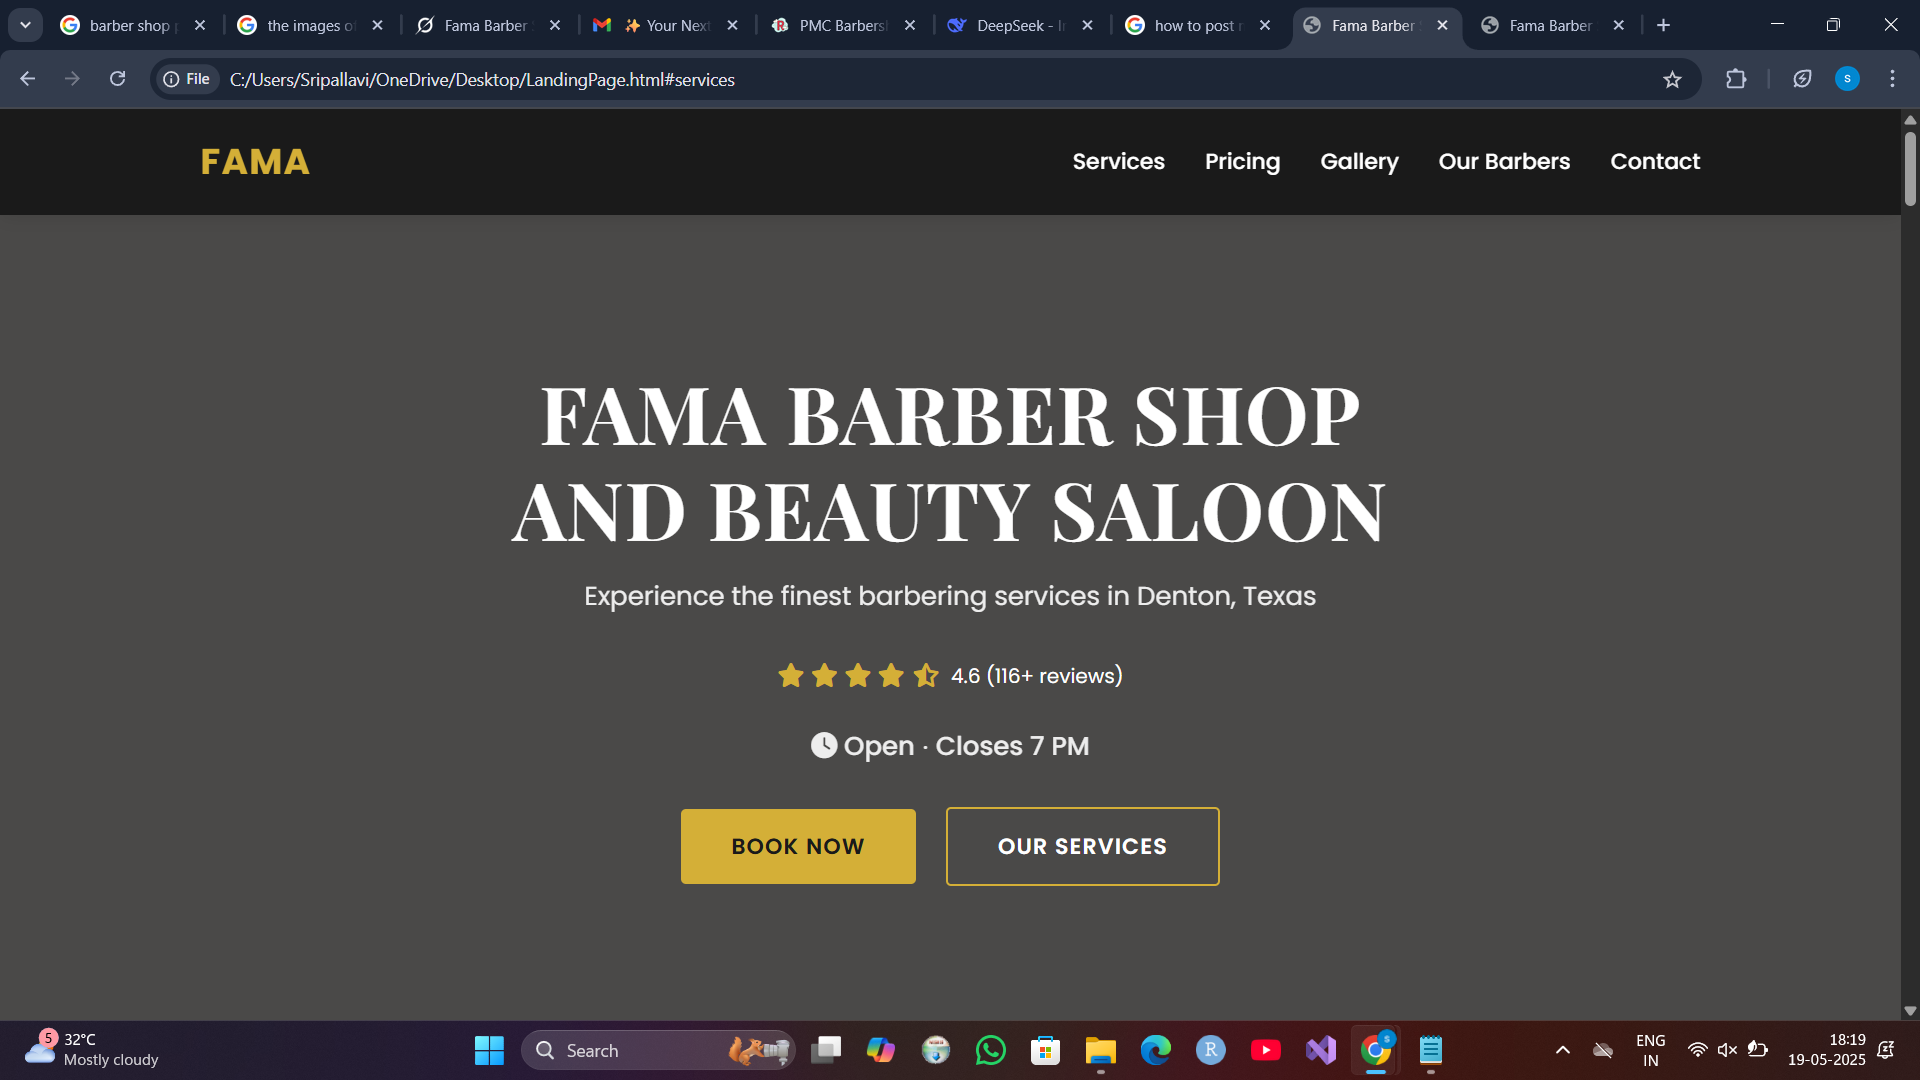 barber shop p
the images o
Fama Barber
Your Next
PMC Barbers
DeepSeek - I
how to post
Fama Barber
Fama Barber
File
C:/Users/Sripallavi/OneDrive/Desktop/LandingPage.html#services
S
FAMA
Services
Pricing
Gallery
Our Barbers
Contact
FAMA BARBER SHOP
AND BEAUTY SALOON
Experience the finest barbering services in Denton, Texas
4.6 (116+ reviews)
Open · Closes 7 PM
BOOK NOW
OUR SERVICES
5
32°C
Mostly cloudy
Search
R
S
ENG
IN
18:19
19-05-2025